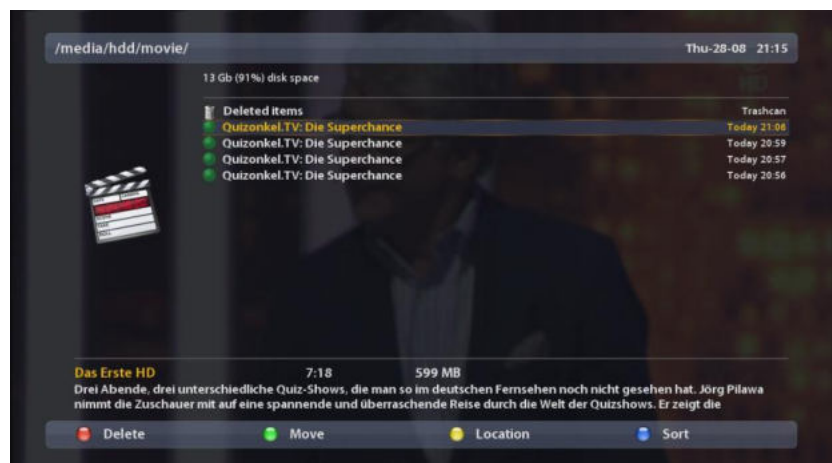 /media/hdd/movie/ Thu-28-08 21:15
13 Gb (91%) disk space
Deleted items Trashcan
Quizonkel.TV: Die Superchance Today 21:06
Quizonkel.TV: Die Superchance Today 20:59
Quizonkel.TV: Die Superchance Today 20:57
Quizonkel.TV: Die Superchance Today 20:56
Das Erste HD 7:18 599 MB
Drei Abende, drei unterschiedliche Quiz-Shows, die man so im deutschen Fernsehen noch nicht gesehen hat. Jörg Pilawa
nimmt die Zuschauer mit auf eine spannende und überraschende Reise durch die Welt der Quizshows. Er zeigt die
Delete Move Location Sort